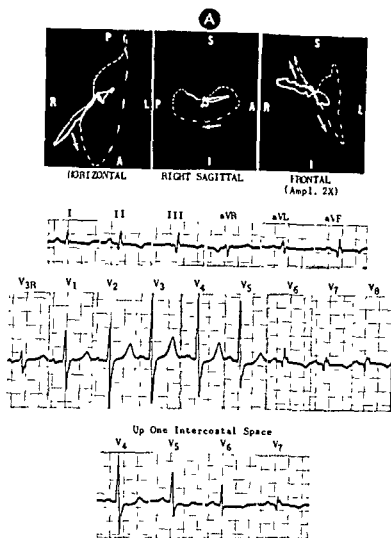 A
P G S S
R L P A R L
A I I
HORIZONTAL RIGHT SAGITTAL FRONTAL
(Ampl. 2X)
I II III aVR aVL aVF
V3R V1 V2 V3 V4 V5 V6 V7 V8
Up One Intercostal Space
V4 V5 V6 V7